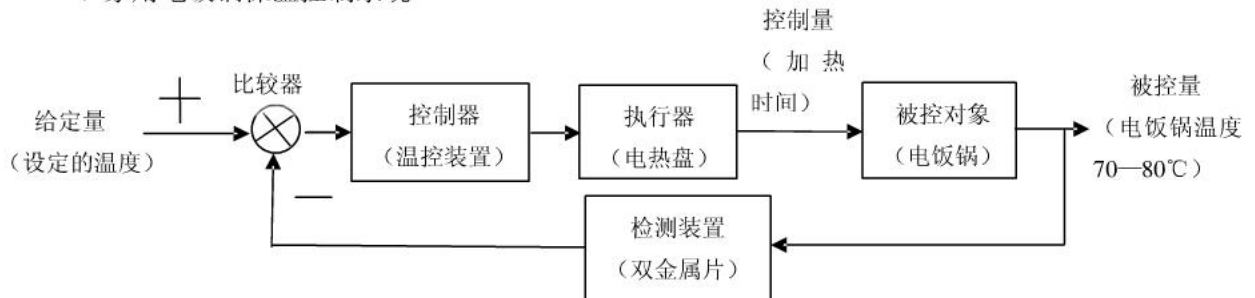 控制量
（加热
时间）
比较器
给定量
（设定的温度）
控制器
（温控装置）
执行器
（电热盘）
被控对象
（电饭锅）
被控量
（电饭锅温度
70—80℃）
检测装置
（双金属片）